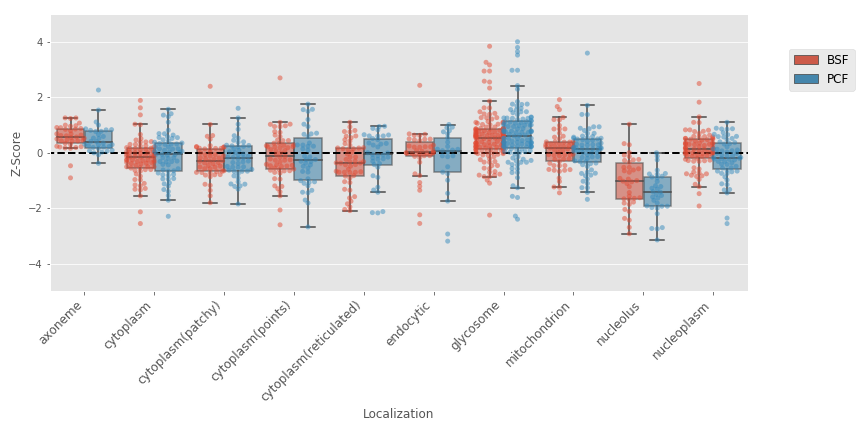 BSF
PCF
4
2
0
−2
−4
Z-Score
axoneme
cytoplasm
cytoplasm(patchy)
cytoplasm(points)
cytoplasm(reticulated)
endocytic
glycosome
mitochondrion
nucleolus
nucleoplasm
Localization